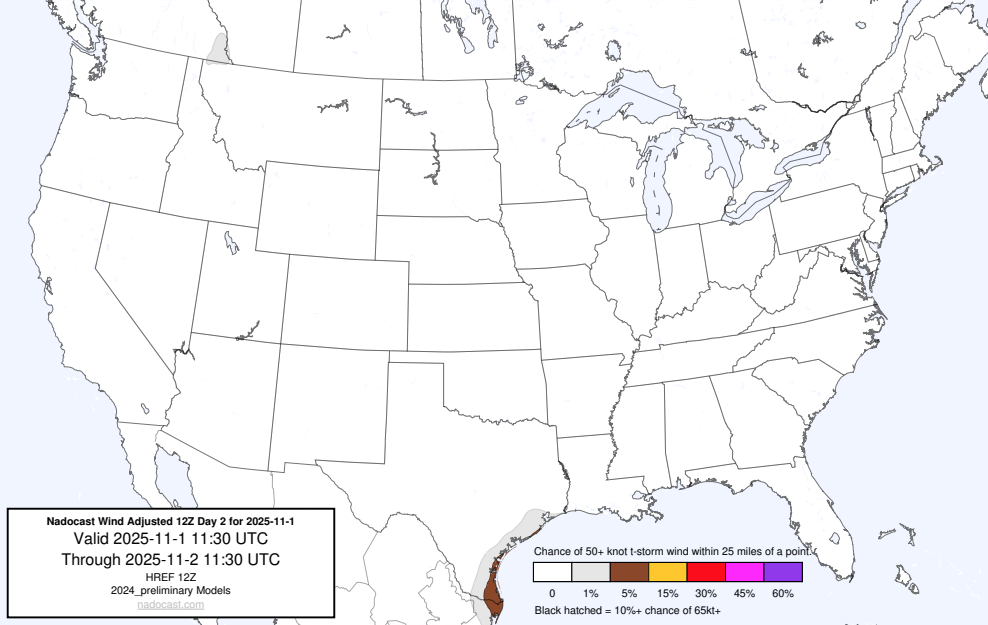 Nadocast Wind Adjusted 12Z Day 2 for 2025-11-1
Valid 2025-11-1 11:30 UTC
Through 2025-11-2 11:30 UTC
HREF 12Z
2024_preliminary Models
nadocast.com
Chance of 50+ knot t-storm wind within 25 miles of a point.
0 1% 5% 15% 30% 45% 60%
Black hatched = 10%+ chance of 65kt+